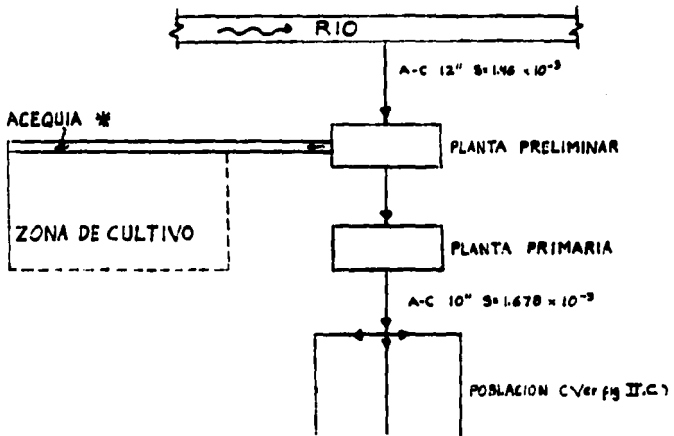 RIO
A-C 12" S=1.46 x 10⁻³
ACEQUIA *
PLANTA PRELIMINAR
ZONA DE CULTIVO
PLANTA PRIMARIA
A-C 10" S=1.678 x 10⁻³
POBLACION (Ver fig II.C)